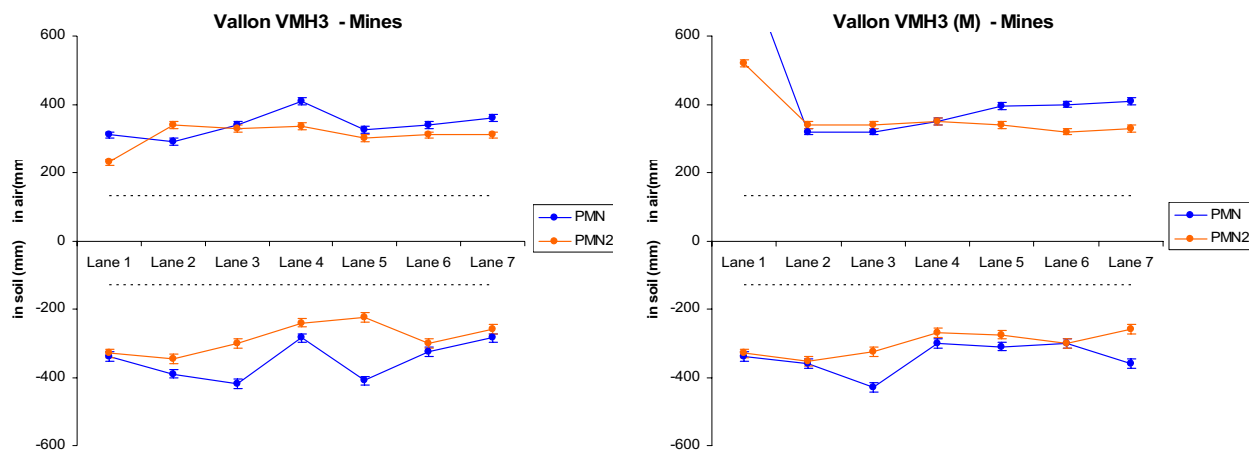 Vallon VMH3 - Mines
600
400
200
0
-200
-400
-600
in soil (mm) in air(mm
Lane 1 Lane 2 Lane 3 Lane 4 Lane 5 Lane 6 Lane 7
PMN
PMN2
Vallon VMH3 (M) - Mines
600
400
200
0
-200
-400
-600
in soil (mm) in air(mm
Lane 1 Lane 2 Lane 3 Lane 4 Lane 5 Lane 6 Lane 7
PMN
PMN2